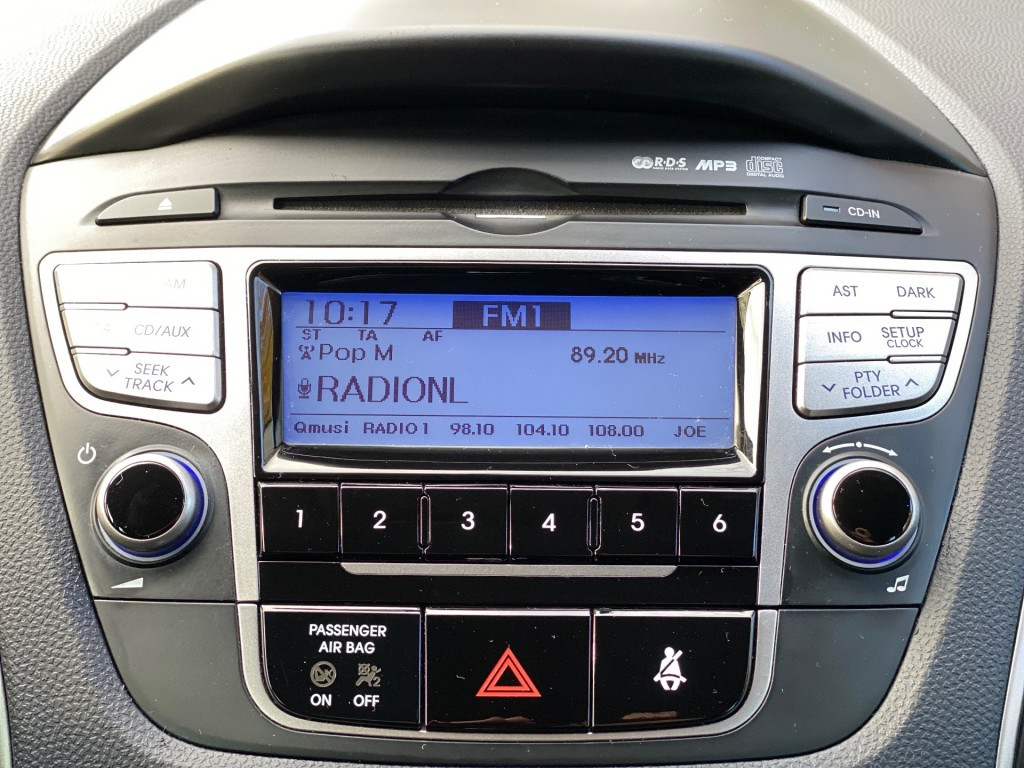 R·D·S MP3 COMPACT disc DIGITAL AUDIO
CD-IN
AM
CD/AUX
SEEK
TRACK
10:17 FM1
ST TA AF
Pop M 89.20 MHz
RADIONL
Qmusi RADIO1 98.10 104.10 108.00 JOE
AST DARK
INFO SETUP
CLOCK
PTY
FOLDER
1 2 3 4 5 6
PASSENGER
AIR BAG
ON OFF